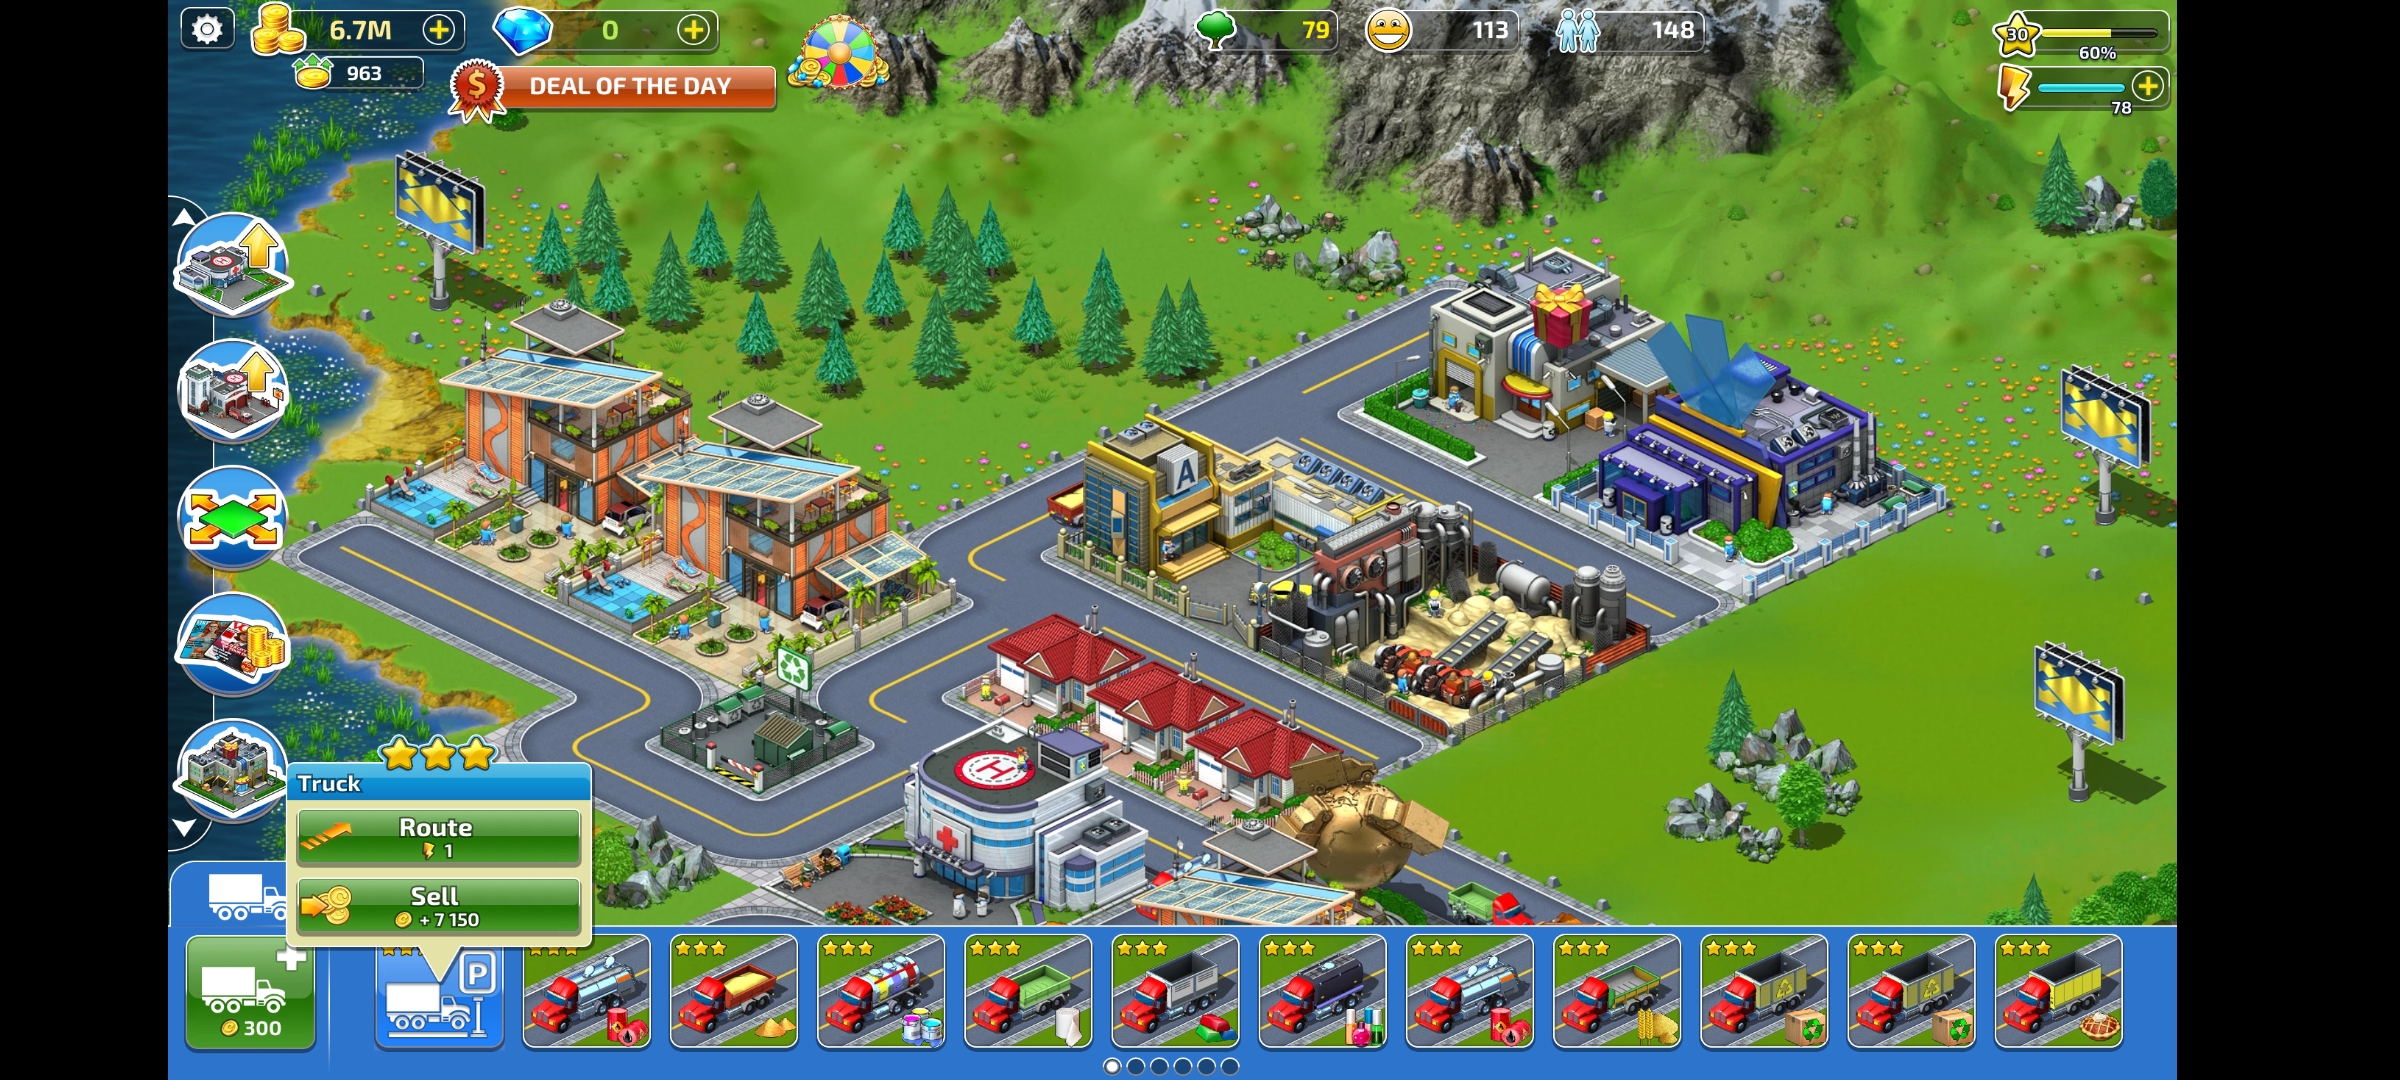 6.7M
0
79
113
148
30
60%
963
DEAL OF THE DAY
78
A
H
Truck
Route
1
Sell
+7 150
P
300